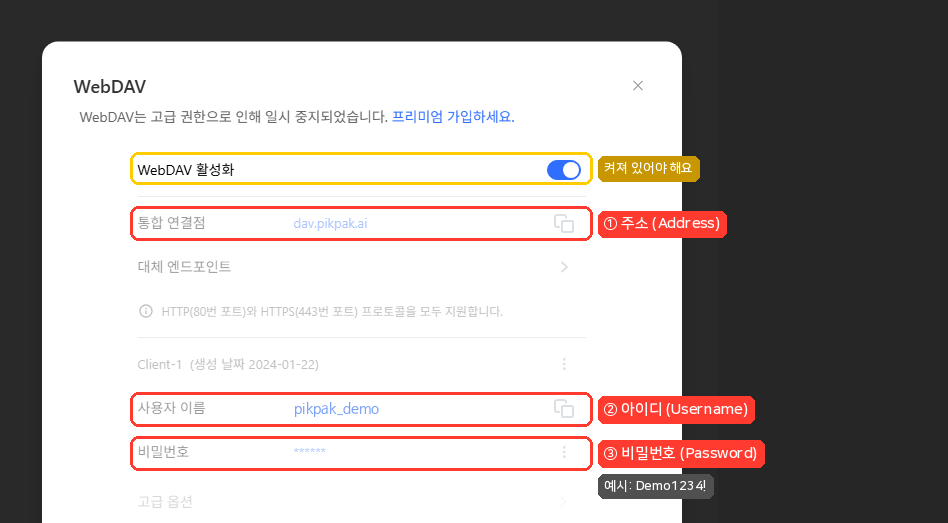 WebDAV
WebDAV는 고급 권한으로 인해 일시 중지되었습니다. 프리미엄 가입하세요.
WebDAV 활성화
켜져 있어야 해요
통합 연결점 dav.pikpak.ai
① 주소 (Address)
대체 엔드포인트
HTTP(80번 포트)와 HTTPS(443번 포트) 프로토콜을 모두 지원합니다.
Client-1 (생성 날짜 2024-01-22)
사용자 이름 pikpak_demo
② 아이디 (Username)
비밀번호 ******
③ 비밀번호 (Password)
예시: Demo1234!
고급 옵션